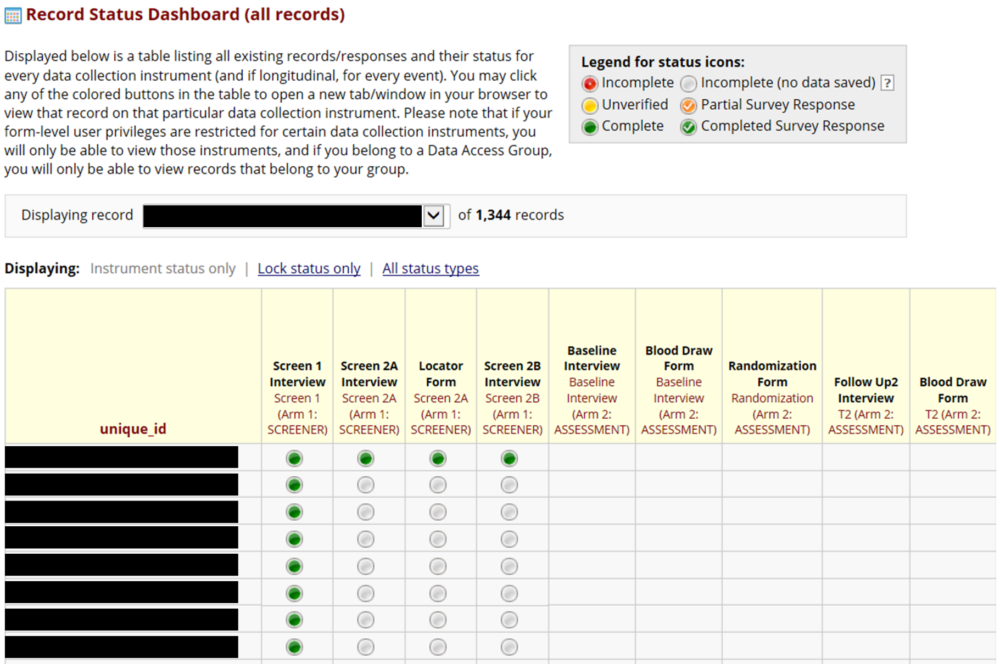 Record Status Dashboard (all records)
Displayed below is a table listing all existing records/responses and their status for
every data collection instrument (and if longitudinal, for every event). You may click
any of the colored buttons in the table to open a new tab/window in your browser to
view that record on that particular data collection instrument. Please note that if your
form-level user privileges are restricted for certain data collection instruments, you
will only be able to view those instruments, and if you belong to a Data Access Group,
you will only be able to view records that belong to your group.
Legend for status icons:
Incomplete Incomplete (no data saved) ?
Unverified Partial Survey Response
Complete Completed Survey Response
Displaying record of 1,344 records
Displaying: Instrument status only | Lock status only | All status types
unique_id
Screen 1
Interview
Screen 1
(Arm 1:
SCREENER)
Screen 2A
Interview
Screen 2A
(Arm 1:
SCREENER)
Locator
Form
Screen 2A
(Arm 1:
SCREENER)
Screen 2B
Interview
Screen 2B
(Arm 1:
SCREENER)
Baseline
Interview
Baseline
Interview
(Arm 2:
ASSESSMENT)
Blood Draw
Form
Baseline
Interview
(Arm 2:
ASSESSMENT)
Randomization
Form
Randomization
(Arm 2:
ASSESSMENT)
Follow Up2
Interview
T2 (Arm 2:
ASSESSMENT)
Blood Draw
Form
T2 (Arm 2:
ASSESSMENT)